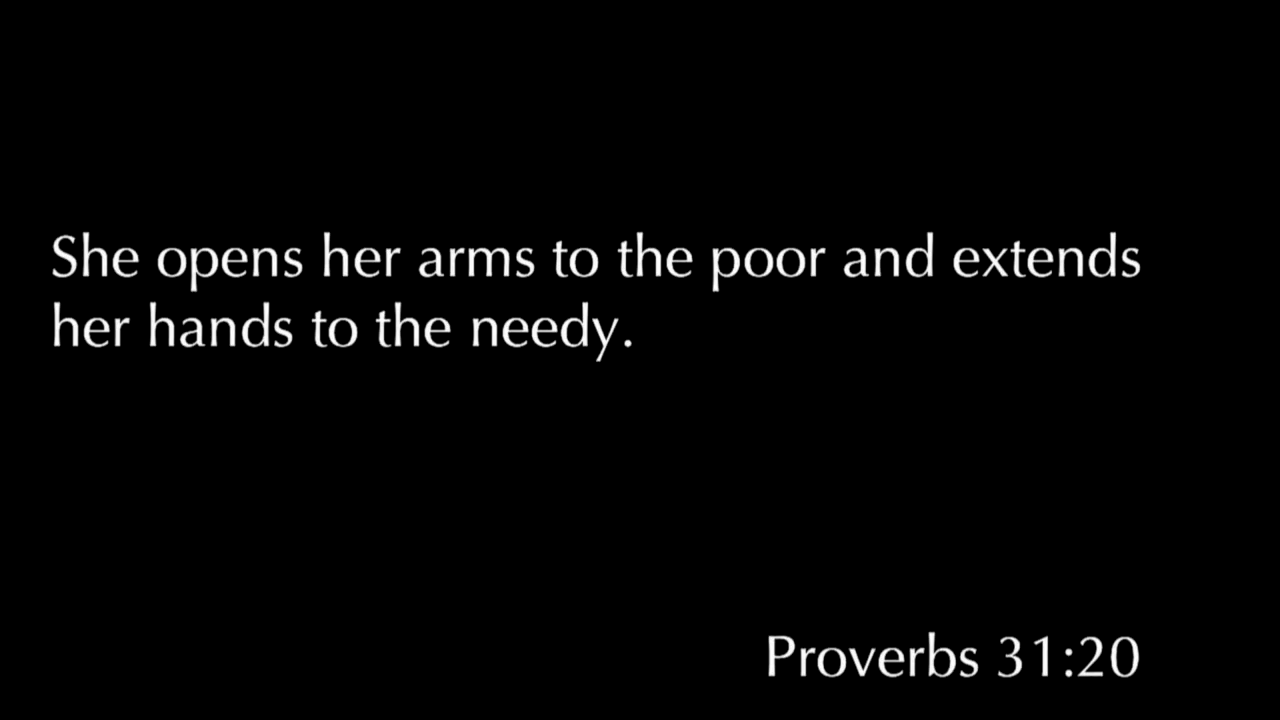 She opens her arms to the poor and extends
her hands to the needy.
Proverbs 31:20